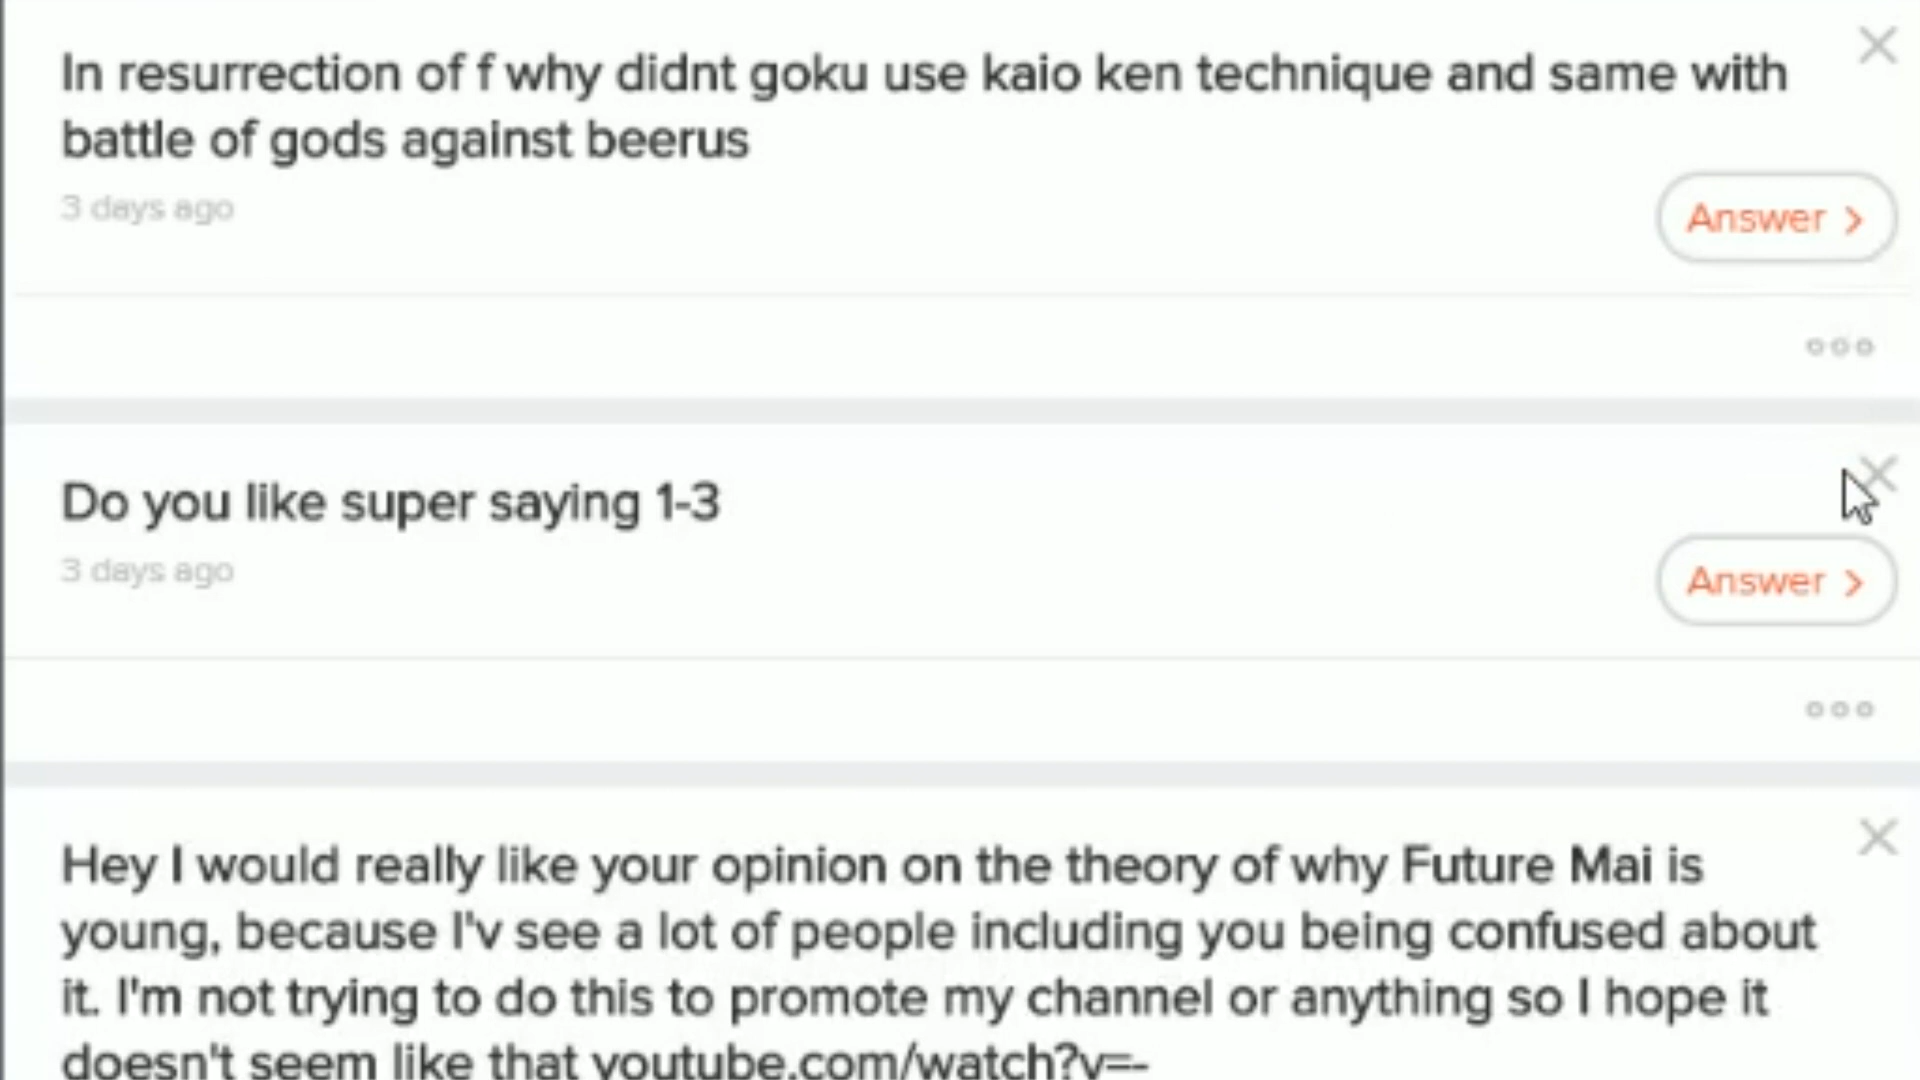 In resurrection of f why didnt goku use kaio ken technique and same with
battle of gods against beerus
3 days ago
Answer
Do you like super saying 1-3
3 days ago
Answer
Hey I would really like your opinion on the theory of why Future Mai is
young, because I'v see a lot of people including you being confused about
it. I'm not trying to do this to promote my channel or anything so I hope it
doesn't seem like that youtube.com/watch?v=-